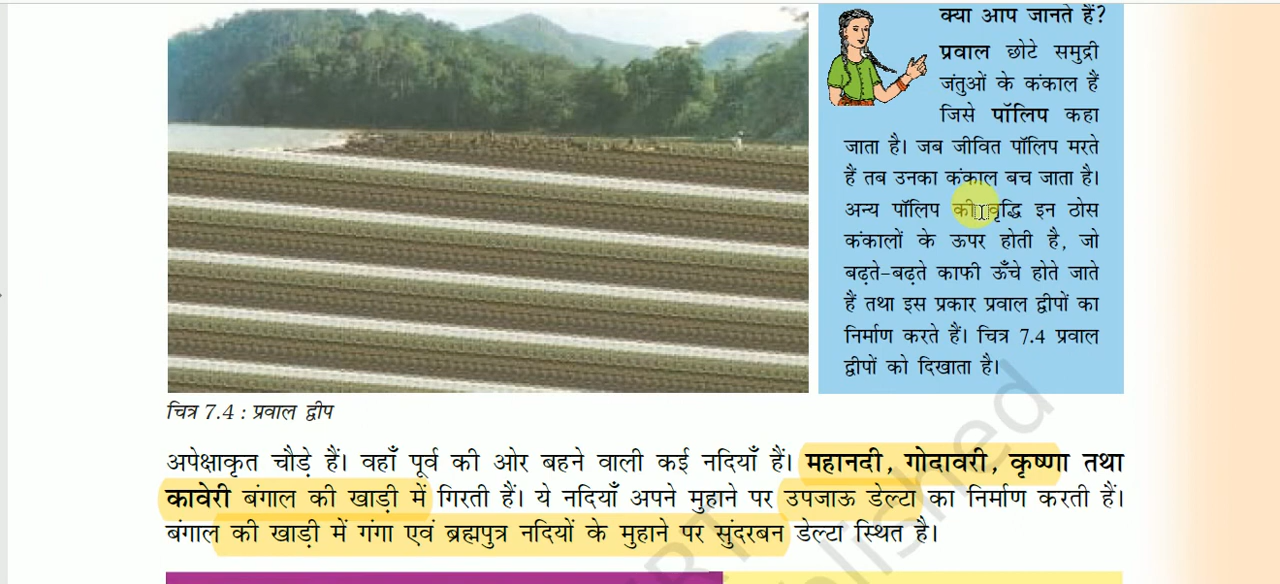 क्या आप जानते हैं?
प्रवाल छोटे समुद्री
जंतुओं के कंकाल हैं
जिसे पॉलिप कहा
जाता है। जब जीवित पॉलिप मरते
हैं तब उनका कंकाल बच जाता है।
अन्य पॉलिप की वृद्धि इन ठोस
कंकालों के ऊपर होती है, जो
बढ़ते-बढ़ते काफी ऊँचे होते जाते
हैं तथा इस प्रकार प्रवाल द्वीपों का
निर्माण करते हैं। चित्र 7.4 प्रवाल
द्वीपों को दिखाता है।
चित्र 7.4 : प्रवाल द्वीप
अपेक्षाकृत चौड़े हैं। वहाँ पूर्व की ओर बहने वाली कई नदियाँ हैं। महानदी, गोदावरी, कृष्णा तथा
कावेरी बंगाल की खाड़ी में गिरती हैं। ये नदियाँ अपने मुहाने पर उपजाऊ डेल्टा का निर्माण करती हैं।
बंगाल की खाड़ी में गंगा एवं ब्रह्मपुत्र नदियों के मुहाने पर सुंदरबन डेल्टा स्थित है।